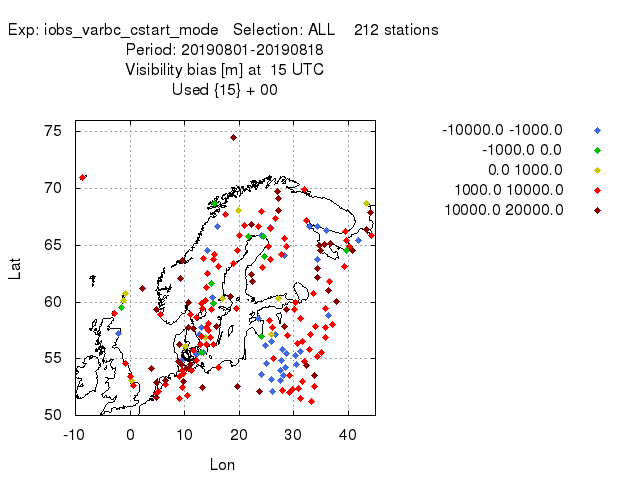 Exp: iobs_varbc_cstart_mode Selection: ALL 212 stations
Period: 20190801-20190818
Visibility bias [m] at 15 UTC
Used {15} + 00
-10000.0 -1000.0
-1000.0 0.0
0.0 1000.0
1000.0 10000.0
10000.0 20000.0
Lat
75
70
65
60
55
50
-10 0 10 20 30 40
Lon